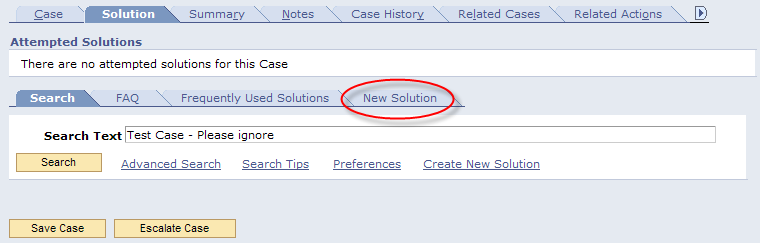 Case Solution Summary Notes Case History Related Cases Related Actions
Attempted Solutions
There are no attempted solutions for this Case
Search FAQ Frequently Used Solutions New Solution
Search Text Test Case - Please ignore
Search Advanced Search Search Tips Preferences Create New Solution
Save Case Escalate Case